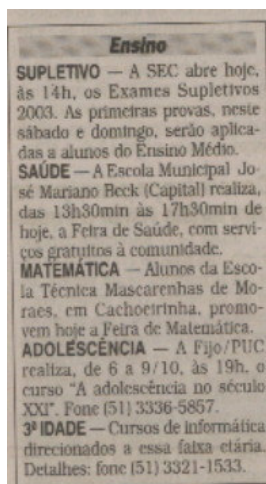 Ensino
SUPLETIVO — A SEC abre hoje,
às 14h, os Exames Supletivos
2003. As primeiras provas, neste
sábado e domingo, serão aplica-
das a alunos do Ensino Médio.
SAÚDE — A Escola Municipal Jo-
sé Mariano Beck (Capital) realiza,
das 13h30min às 17h30min de
hoje, a Feira de Saúde, com servi-
ços gratuitos à comunidade.
MATEMÁTICA — Alunos da Esco-
la Técnica Mascarenhas de Mo-
raes, em Cachoeirinha, promo-
vem hoje a Feira de Matemática.
ADOLESCÊNCIA — A Fijo/PUC
realiza, de 6 a 9/10, às 19h, o
curso "A adolescência no século
XXI". Fone (51) 3336-5857.
3ª IDADE — Cursos de informática
direcionados a essa faixa etária.
Detalhes: fone (51) 3321-1533.